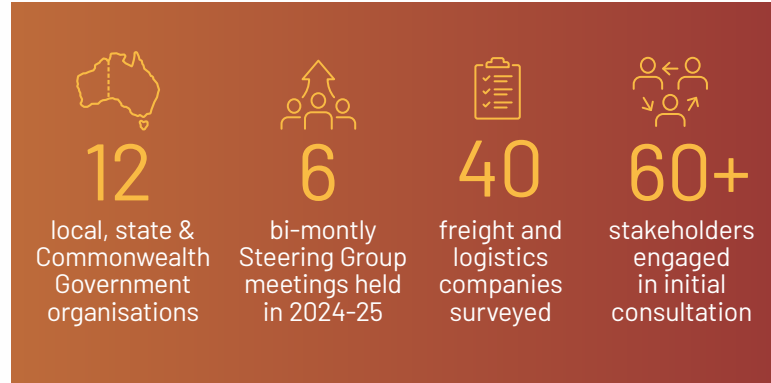 12
local, state &
Commonwealth
Government
organisations
6
bi-montly
Steering Group
meetings held
in 2024-25
40
freight and
logistics
companies
surveyed
60+
stakeholders
engaged
in initial
consultation